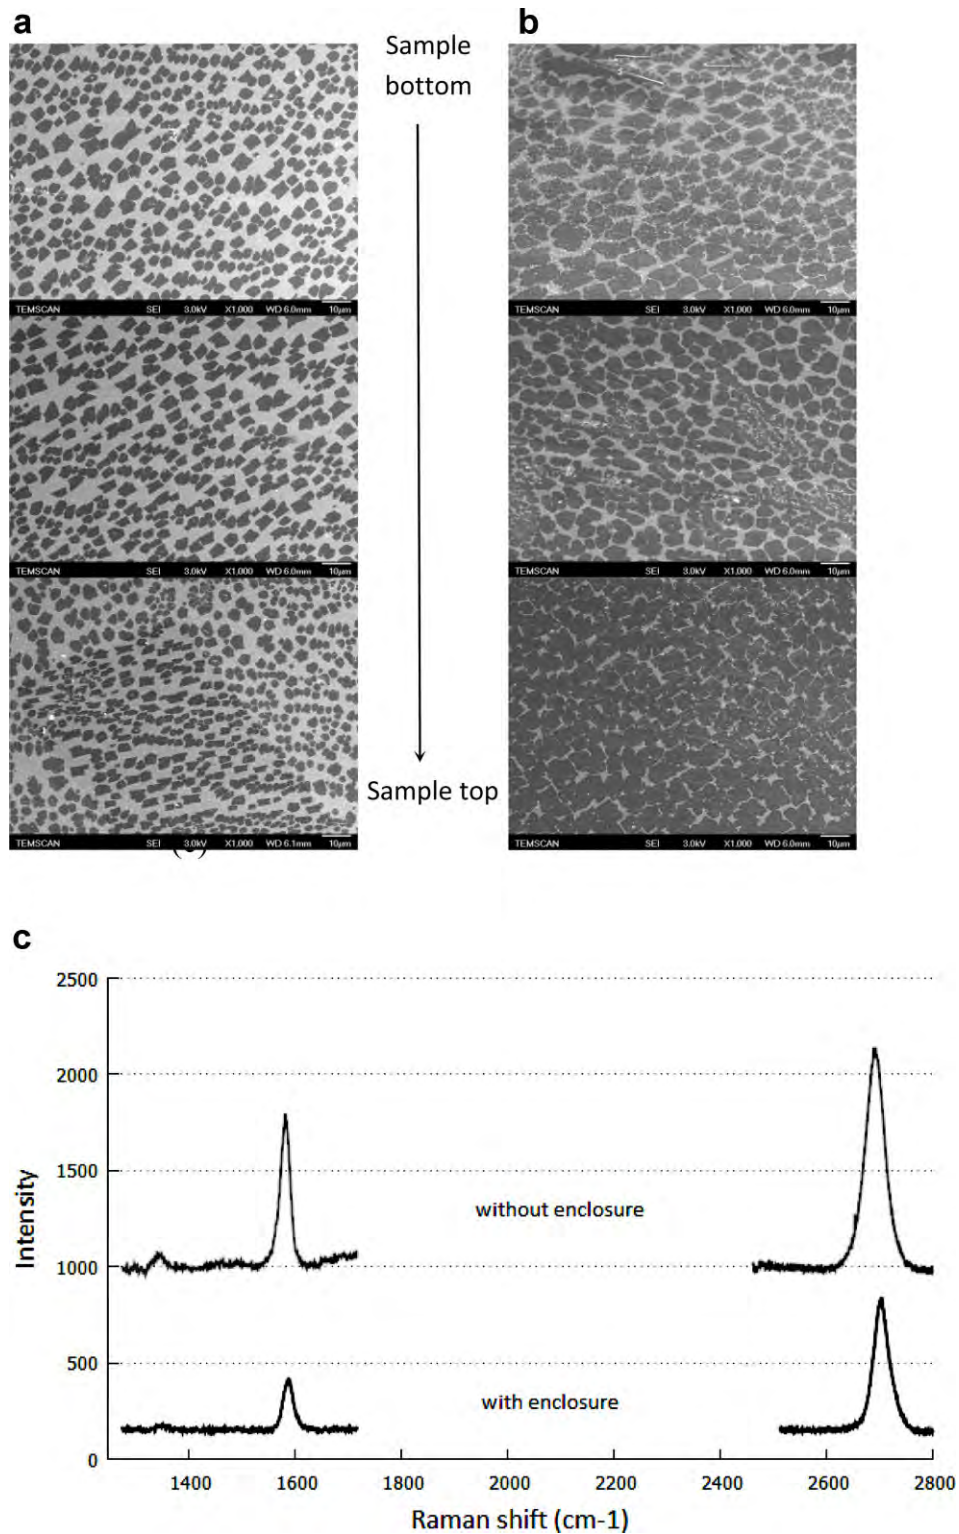 a
b
Sample
bottom
TEMSCAN SEI 3.0kV X1,000 WD 6.0mm 10µm
TEMSCAN SEI 3.0kV X1,000 WD 6.0mm 10µm
TEMSCAN SEI 3.0kV X1,000 WD 6.0mm 10µm
TEMSCAN SEI 3.0kV X1,000 WD 6.0mm 10µm
Sample top
TEMSCAN SEI 3.0kV X1,000 WD 6.1mm 10µm
TEMSCAN SEI 3.0kV X1,000 WD 6.0mm 10µm
c
2500
2000
1500
1000
500
0
Intensity
without enclosure
with enclosure
1400 1600 1800 2000 2200 2400 2600 2800
Raman shift (cm-1)